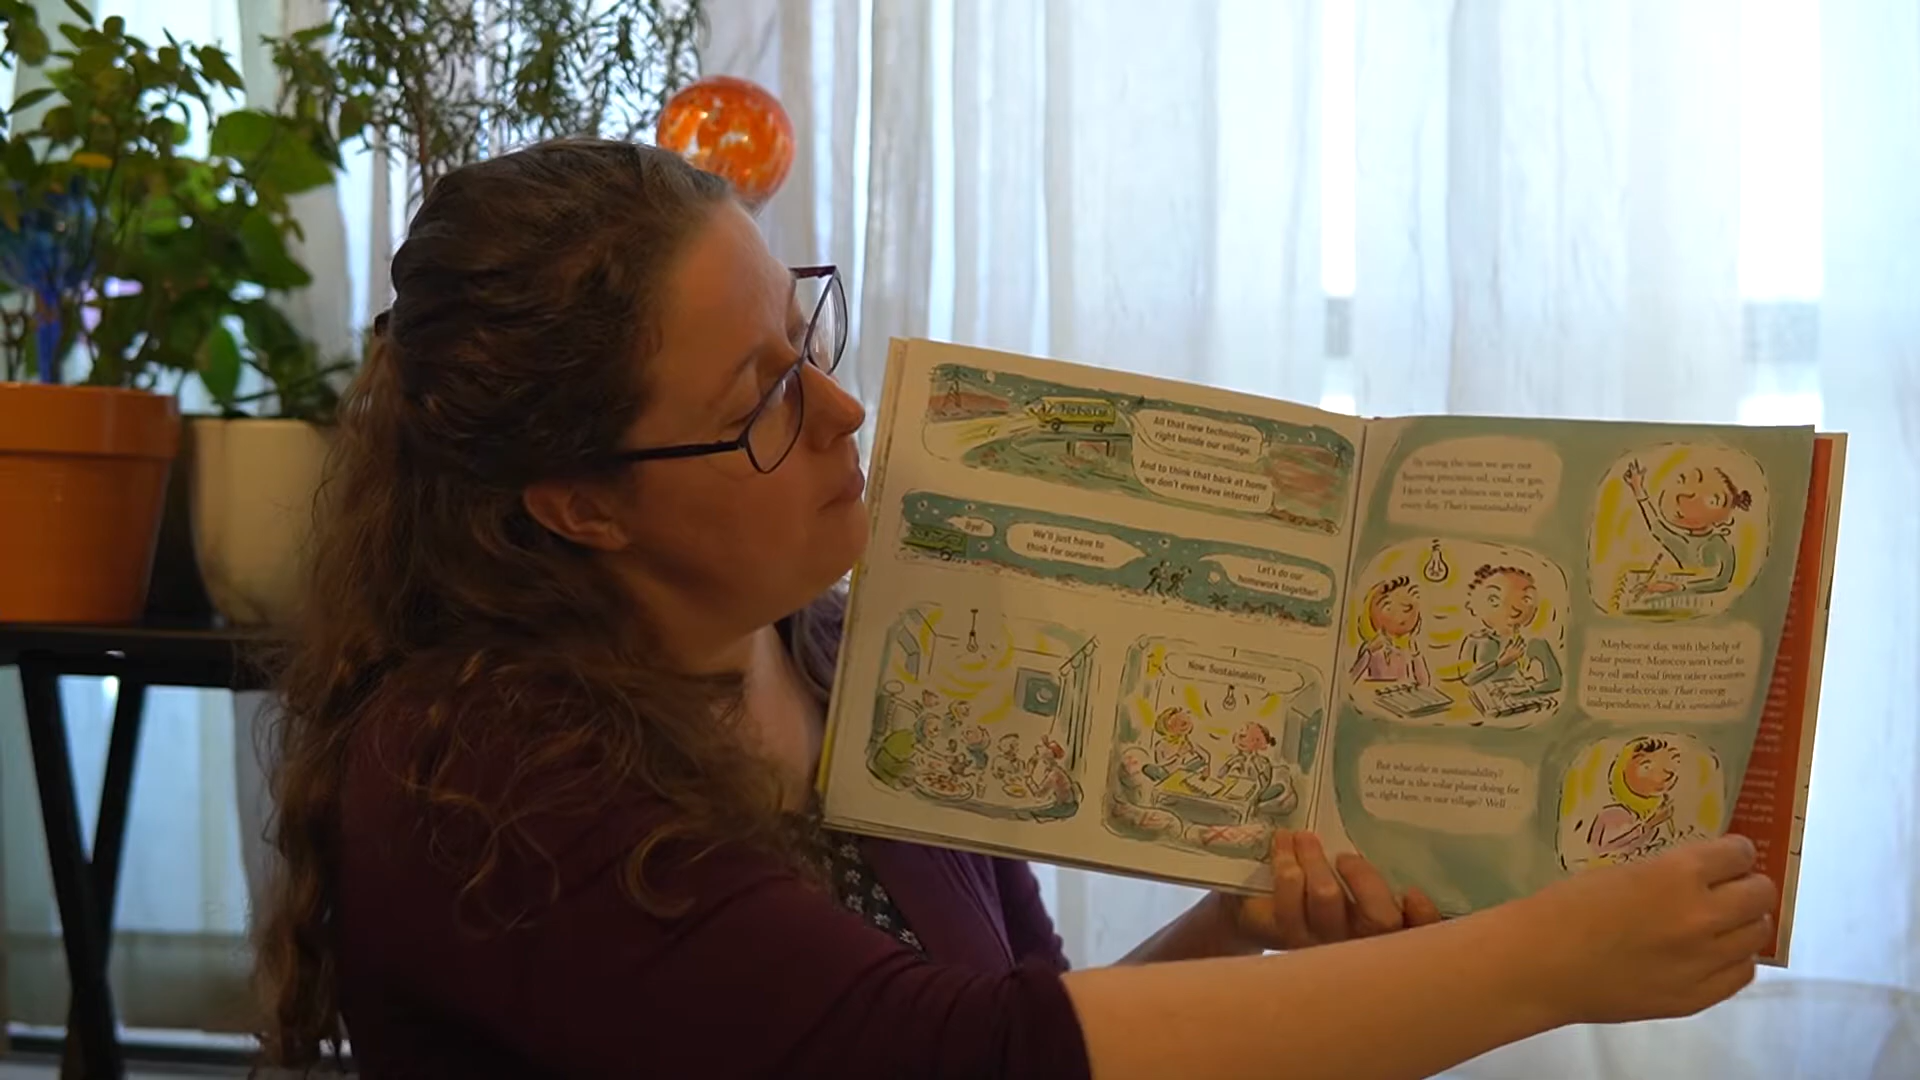 All that new technology
right beside our village.
And to think that back at home
we don't even have internet!
Bye!
We'll just have to
think for ourselves.
Let's do our
homework together!
Now, Sustainability
By using the sun we are not
burning precious oil, coal, or gas.
Here the sun shines on us nearly
every day. That's sustainability!
Maybe one day, with the help of
solar power, Morocco won't need to
buy oil and coal from other countries
to make electricity. That's energy
independence. And it's sustainability!
But what else is sustainability?
And what is the solar plant doing for
us, right here, in our village? Well